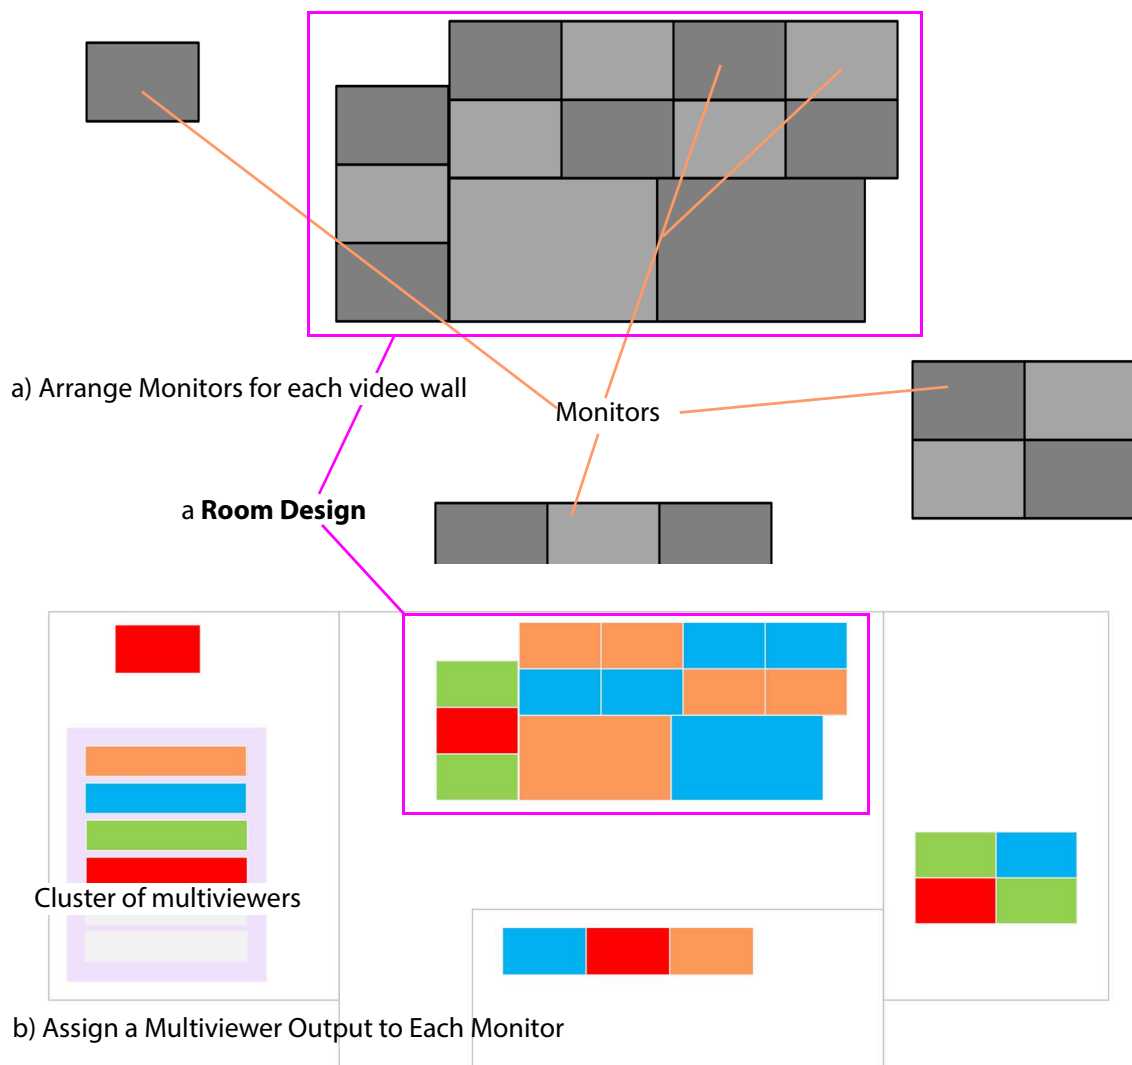 a) Arrange Monitors for each video wall
Monitors
a Room Design
Cluster of multiviewers
b) Assign a Multiviewer Output to Each Monitor